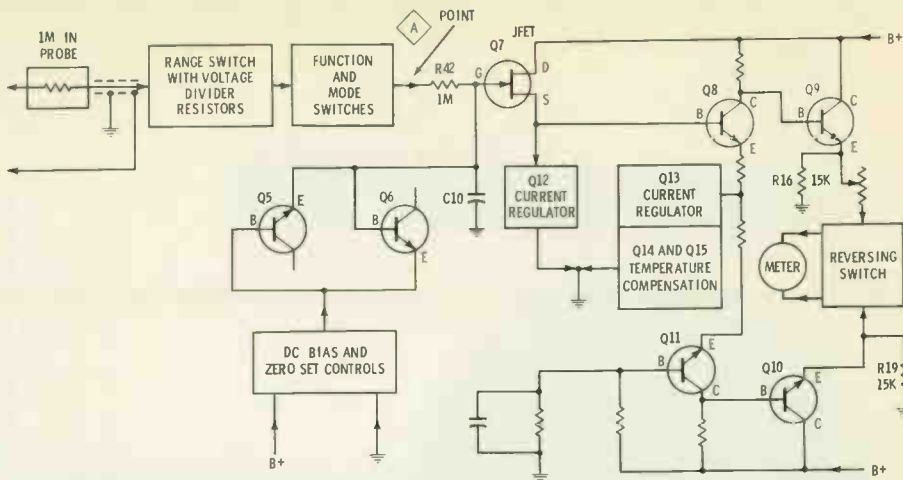 1M IN
PROBE
RANGE SWITCH
WITH VOLTAGE
DIVIDER
RESISTORS
FUNCTION
AND
MODE
SWITCHES
A
POINT
R42
1M
JFET
Q7
G
D
S
B+
Q8
B
C
E
Q9
B
C
E
R16
15K
Q5
B
E
Q6
B
E
C10
Q12
CURRENT
REGULATOR
Q13
CURRENT
REGULATOR
Q14 AND Q15
TEMPERATURE
COMPENSATION
METER
REVERSING
SWITCH
DC BIAS AND
ZERO SET CONTROLS
B+
Q11
B
E
C
Q10
B
E
C
R19
15K
B+